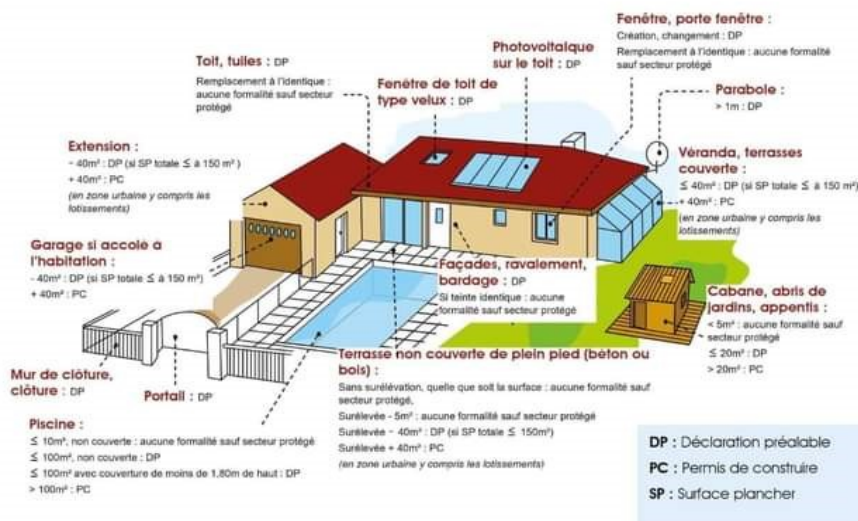 Fenêtre, porte fenêtre :
Création, changement : DP
Remplacement à l'identique : aucune formalité
sauf secteur protégé
Photovoltaïque
sur le toit : DP
Toit, tuiles : DP
Remplacement à l'identique :
aucune formalité sauf secteur
protégé
Fenêtre de toit de
type velux : DP
Parabole :
> 1m : DP
Extension :
- 40m² : DP (si SP totale ≤ à 150 m²)
+ 40m² : PC
(en zone urbaine y compris les
lotissements)
Véranda, terrasses
couverte :
≤ 40m² : DP (si SP totale ≤ à 150 m²)
+ 40m² : PC
(en zone urbaine y compris les
lotissements)
Garage si accolé à
l'habitation :
- 40m² : DP (si SP totale ≤ à 150 m²)
+ 40m² : PC
Façades, ravalement,
bardage : DP
Si teinte identique : aucune
formalité sauf secteur protégé
Cabane, abris de
jardins, appentis :
< 5m² : aucune formalité sauf
secteur protégé
≤ 20m² : DP
> 20m² : PC
Mur de clôture,
clôture : DP
Portail : DP
Terrasse non couverte de plein pied (béton ou
bois) :
Sans surélévation, quelle que soit la surface : aucune formalité sauf
secteur protégé,
Surélevée - 5m² : aucune formalité sauf secteur protégé
Surélevée - 40m² : DP (si SP totale ≤ 150m²)
Surélevée + 40m² : PC
(en zone urbaine y compris les lotissements)
Piscine :
≤ 10m², non couverte : aucune formalité sauf secteur protégé
≤ 100m², non couverte : DP
≤ 100m² avec couverture de moins de 1,80m de haut : DP
> 100m² : PC
DP : Déclaration préalable
PC : Permis de construire
SP : Surface plancher